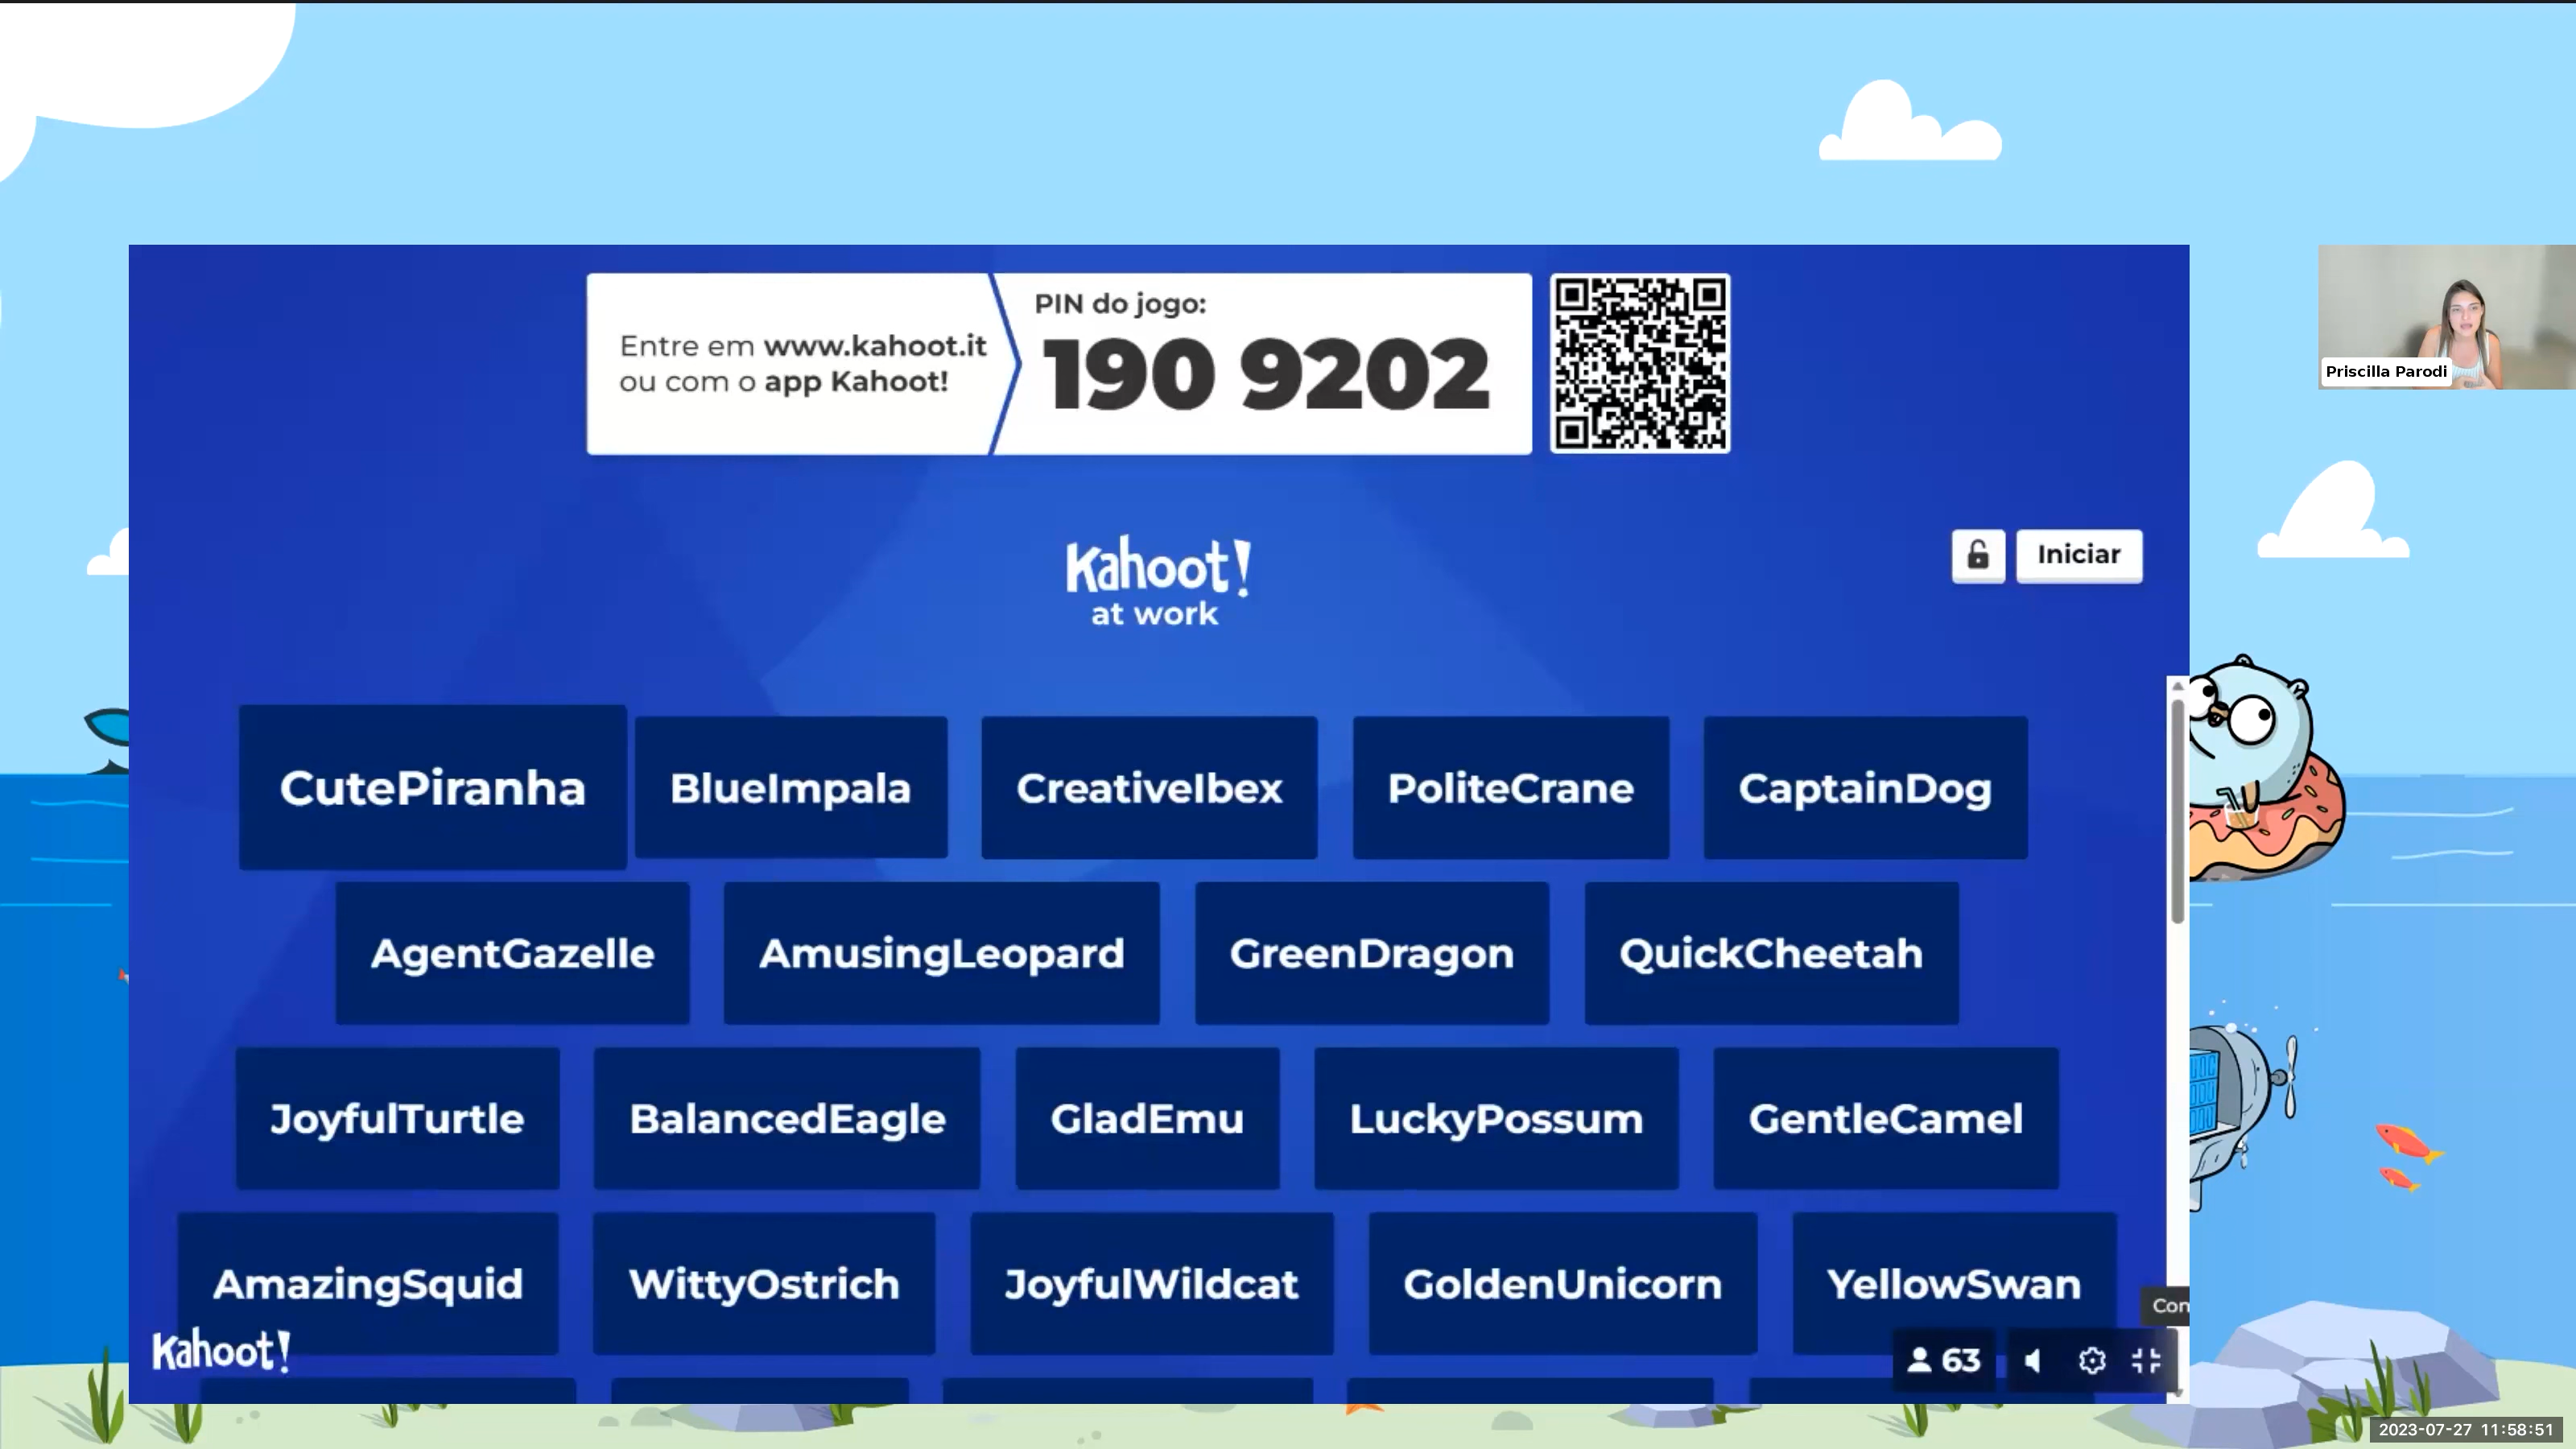 Entre em www.kahoot.it
ou com o app Kahoot!
PIN do jogo:
190 9202
Priscilla Parodi
Kahoot!
at work
Iniciar
CutePiranha
BlueImpala
CreativeIbex
PoliteCrane
CaptainDog
AgentGazelle
AmusingLeopard
GreenDragon
QuickCheetah
JoyfulTurtle
BalancedEagle
GladEmu
LuckyPossum
GentleCamel
AmazingSquid
WittyOstrich
JoyfulWildcat
GoldenUnicorn
YellowSwan
Con
Kahoot!
63
2023-07-27 11:58:51